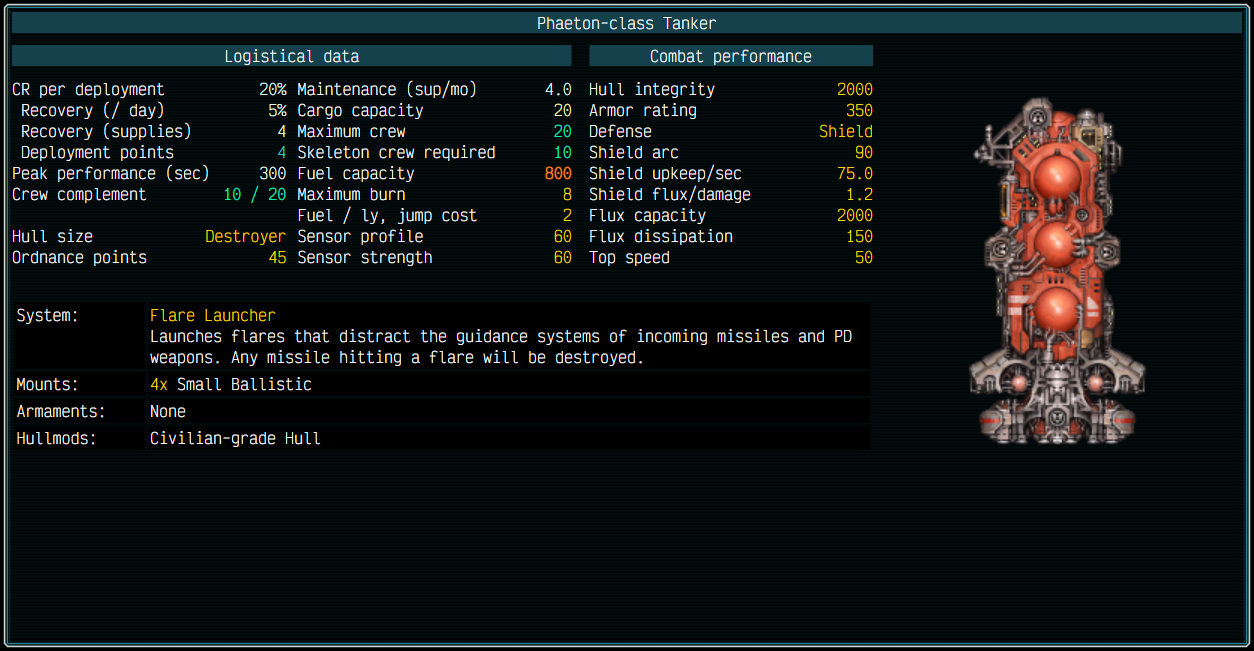 Phaeton-class Tanker
Logistical data Combat performance
CR per deployment 20% Maintenance (sup/mo) 4.0 Hull integrity 2000
Recovery (/ day) 5% Cargo capacity 20 Armor rating 350
Recovery (supplies) 4 Maximum crew 20 Defense Shield
Deployment points 4 Skeleton crew required 10 Shield arc 90
Peak performance (sec) 300 Fuel capacity 800 Shield upkeep/sec 75.0
Crew complement 10 / 20 Maximum burn 8 Shield flux/damage 1.2
Fuel / ly, jump cost 2 Flux capacity 2000
Hull size Destroyer Sensor profile 60 Flux dissipation 150
Ordnance points 45 Sensor strength 60 Top speed 50
System: Flare Launcher
Launches flares that distract the guidance systems of incoming missiles and PD
weapons. Any missile hitting a flare will be destroyed.
Mounts: 4x Small Ballistic
Armaments: None
Hullmods: Civilian-grade Hull